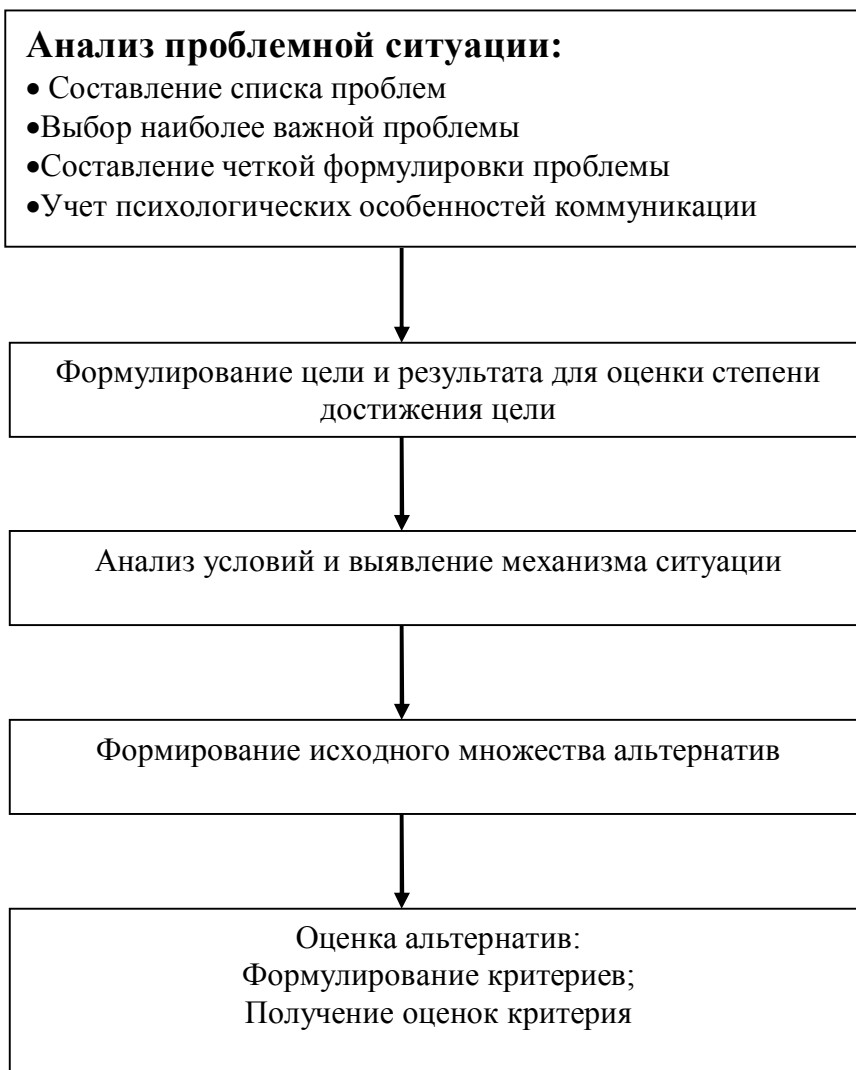 Анализ проблемной ситуации:
• Составление списка проблем
•Выбор наиболее важной проблемы
•Составление четкой формулировки проблемы
•Учет психологических особенностей коммуникации
Формулирование цели и результата для оценки степени
достижения цели
Анализ условий и выявление механизма ситуации
Формирование исходного множества альтернатив
Оценка альтернатив:
Формулирование критериев;
Получение оценок критерия